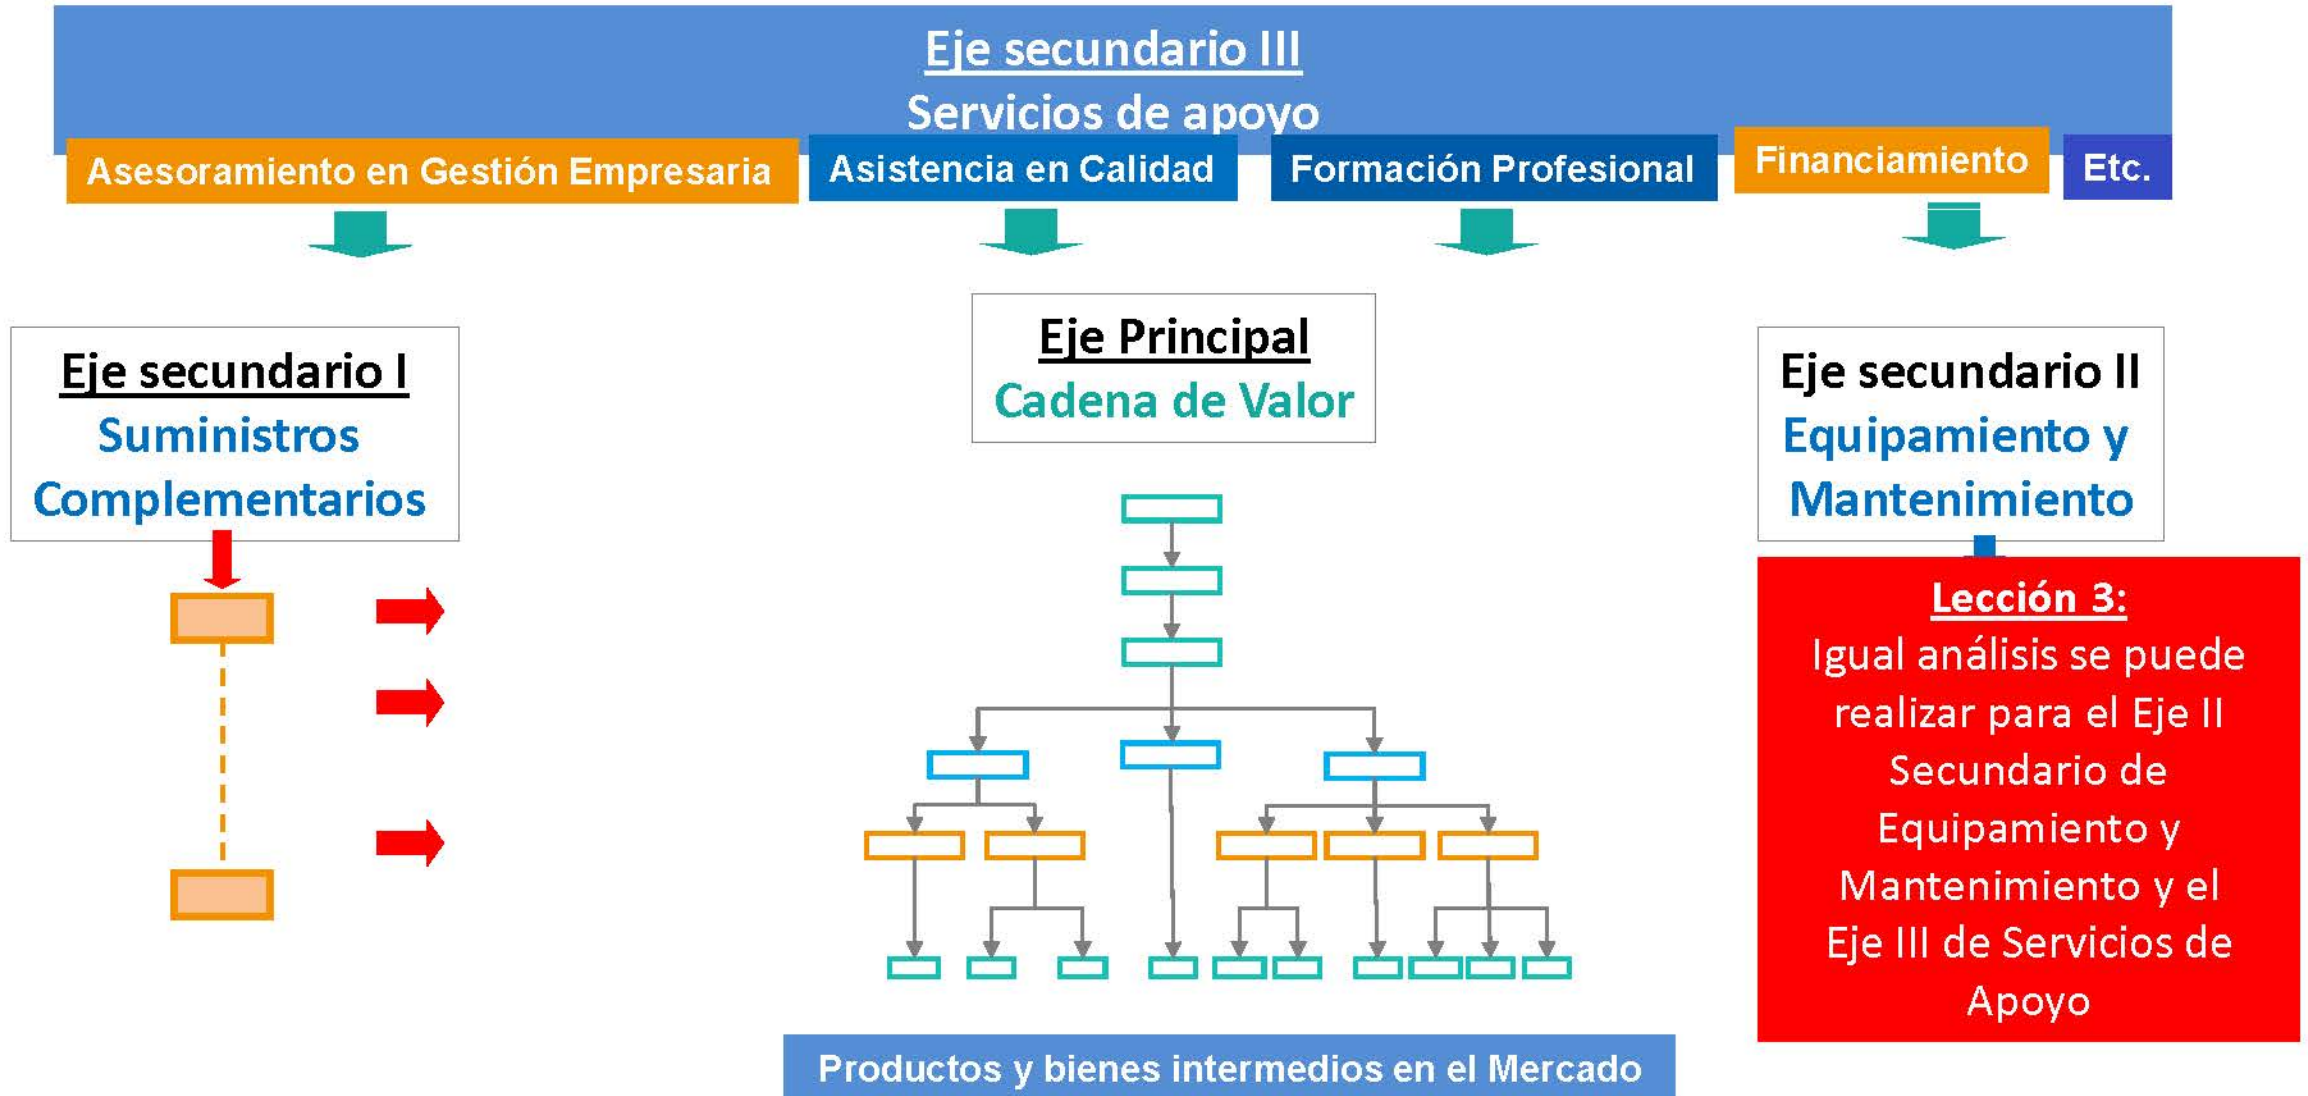 Eje secundario III
Servicios de apoyo
Asesoramiento en Gestión Empresaria
Asistencia en Calidad
Formación Profesional
Financiamiento
Etc.
Eje secundario I
Suministros
Complementarios
Eje Principal
Cadena de Valor
Eje secundario II
Equipamiento y
Mantenimiento
Lección 3:
Igual análisis se puede
realizar para el Eje II
Secundario de
Equipamiento y
Mantenimiento y el
Eje III de Servicios de
Apoyo
Productos y bienes intermedios en el Mercado